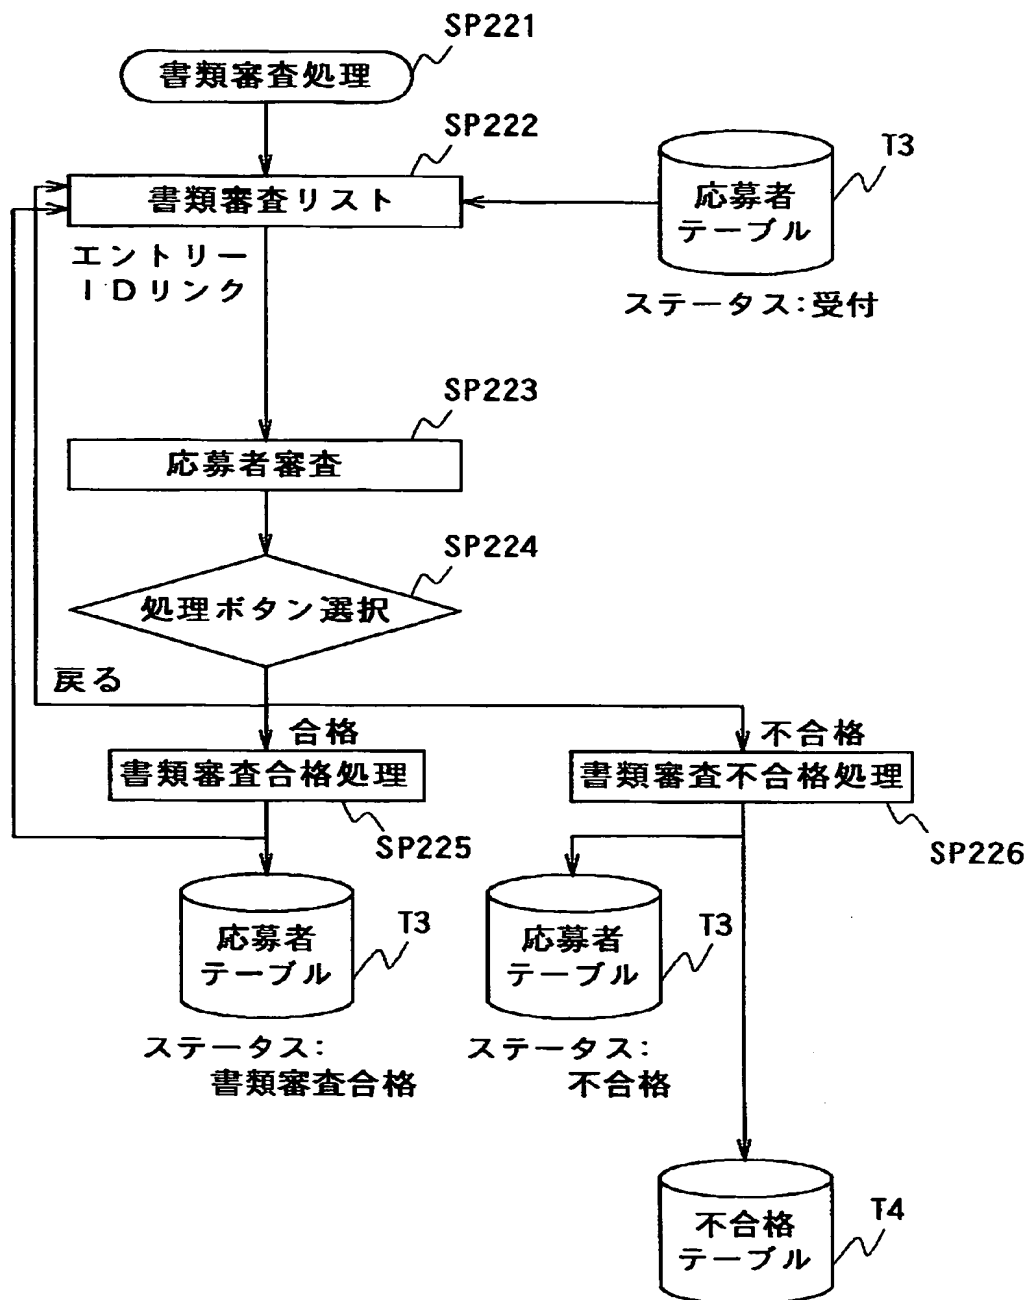 SP221
書類審査処理
SP222
書類審査リスト
T3
応募者
テーブル
エントリー
IDリンク
ステータス:受付
SP223
応募者審査
SP224
処理ボタン選択
戻る
合格
不合格
書類審査合格処理
書類審査不合格処理
SP225
SP226
応募者
テーブル
T3
応募者
テーブル
T3
ステータス:
書類審査合格
ステータス:
不合格
不合格
テーブル
T4